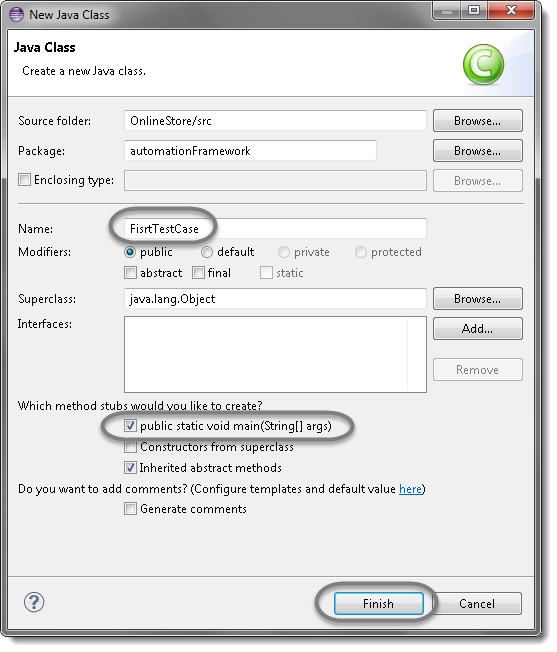 New Java Class
Java Class
Create a new Java class.
Source folder: OnlineStore/src Browse...
Package: automationFramework Browse...
Enclosing type: Browse...
Name: FisrtTestCase
Modifiers: public default private protected
abstract final static
Superclass: java.lang.Object Browse...
Interfaces: Add...
Remove
Which method stubs would you like to create?
public static void main(String[] args)
Constructors from superclass
Inherited abstract methods
Do you want to add comments? (Configure templates and default value here)
Generate comments
? Finish Cancel